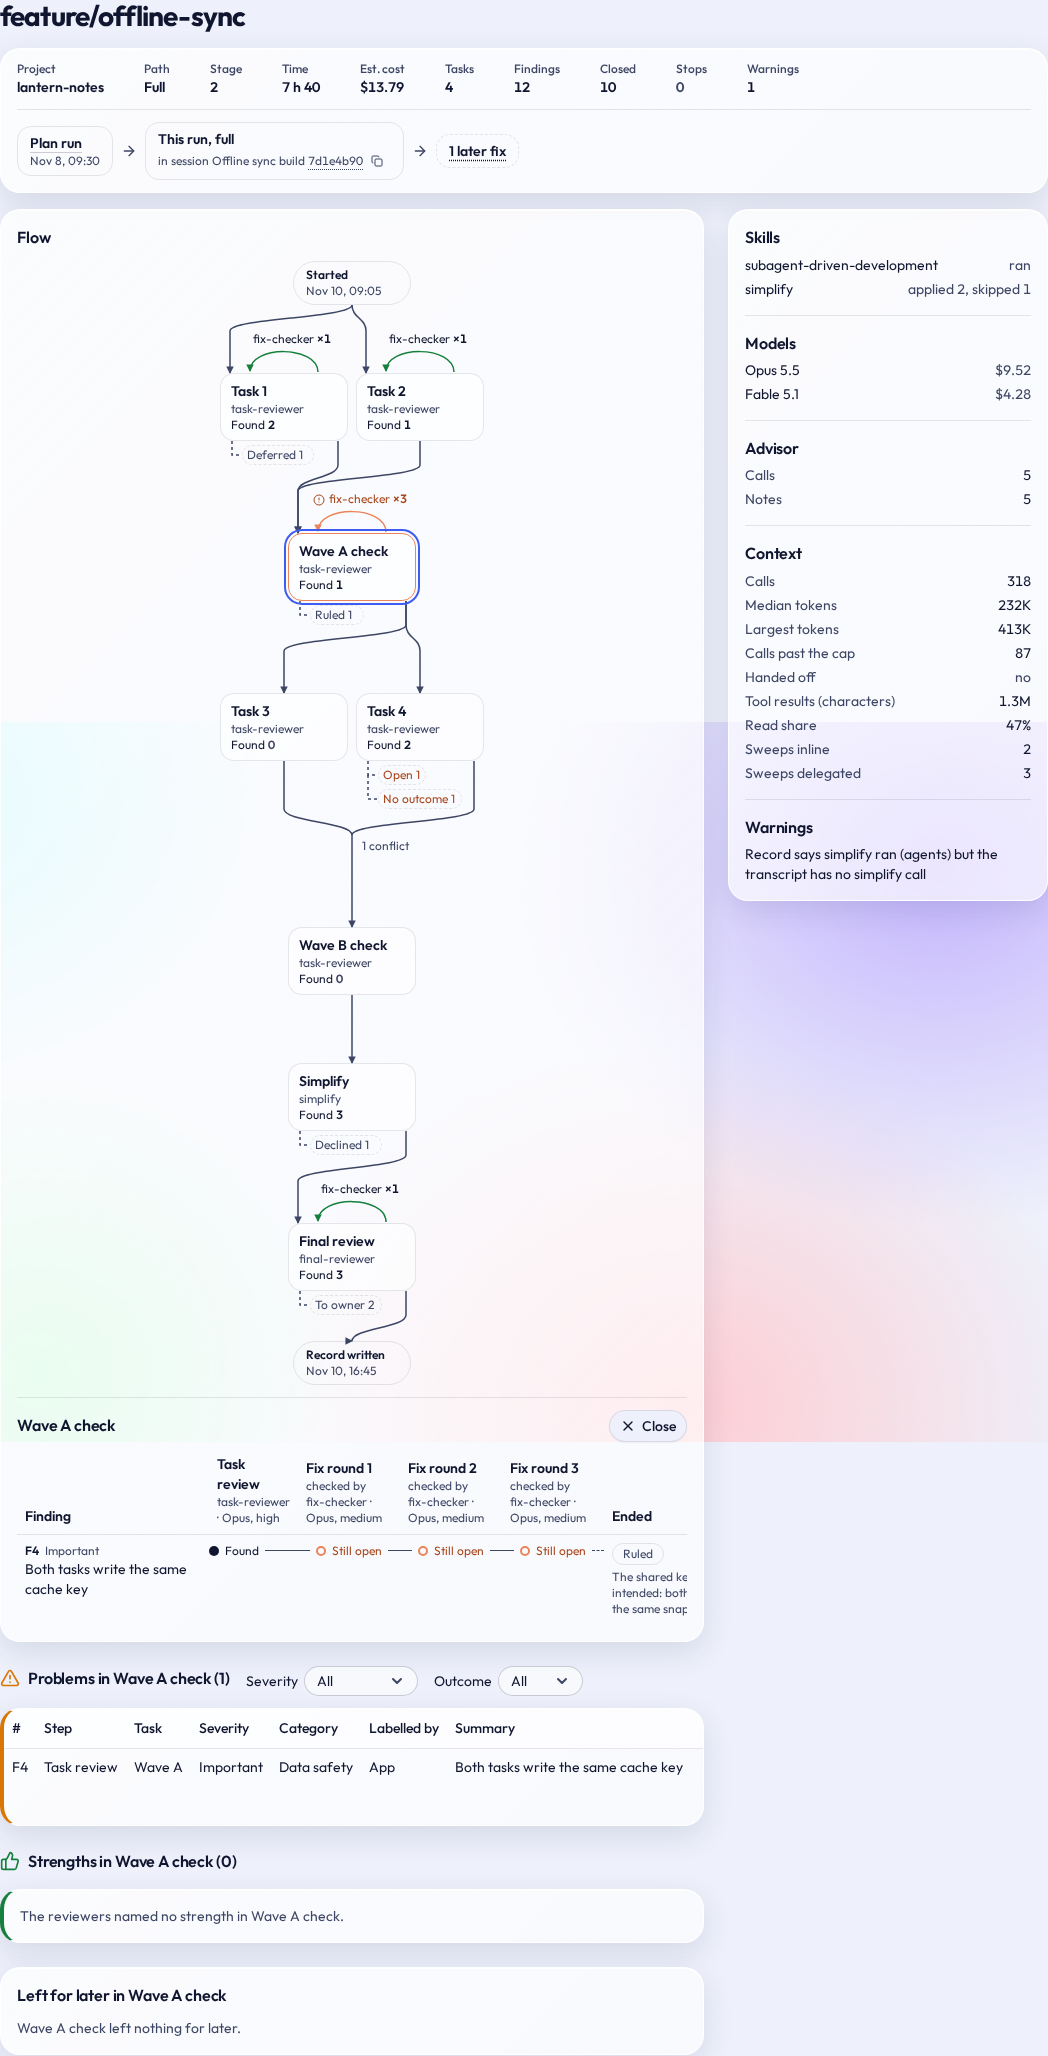 feature/offline-sync
Project
lantern-notes
Path
Full
Stage
2
Time
7 h 40
Est. cost
$13.79
Tasks
4
Findings
12
Closed
10
Stops
0
Warnings
1
Plan run
Nov 8, 09:30
This run, full
in session Offline sync build 7d1e4b90
1 later fix
Flow
Started
Nov 10, 09:05
fix-checker ×1
fix-checker ×1
Task 1
task-reviewer
Found 2
Task 2
task-reviewer
Found 1
Deferred 1
fix-checker ×3
Wave A check
task-reviewer
Found 1
Ruled 1
Task 3
task-reviewer
Found 0
Task 4
task-reviewer
Found 2
Open 1
No outcome 1
1 conflict
Wave B check
task-reviewer
Found 0
Simplify
simplify
Found 3
Declined 1
fix-checker ×1
Final review
final-reviewer
Found 3
To owner 2
Record written
Nov 10, 16:45
Skills
subagent-driven-development ran
simplify applied 2, skipped 1
Models
Opus 5.5 $9.52
Fable 5.1 $4.28
Advisor
Calls 5
Notes 5
Context
Calls 318
Median tokens 232K
Largest tokens 413K
Calls past the cap 87
Handed off no
Tool results (characters) 1.3M
Read share 47%
Sweeps inline 2
Sweeps delegated 3
Warnings
Record says simplify ran (agents) but the
transcript has no simplify call
Wave A check
Close
Finding
Task
review
task-reviewer
· Opus, high
Fix round 1
checked by
fix-checker ·
Opus, medium
Fix round 2
checked by
fix-checker ·
Opus, medium
Fix round 3
checked by
fix-checker ·
Opus, medium
Ended
F4 Important
Both tasks write the same
cache key
Found
Still open
Still open
Still open
Ruled
The shared ke
intended: both
the same snap
Problems in Wave A check (1)
Severity All
Outcome All
# Step Task Severity Category Labelled by Summary
F4 Task review Wave A Important Data safety App Both tasks write the same cache key
Strengths in Wave A check (0)
The reviewers named no strength in Wave A check.
Left for later in Wave A check
Wave A check left nothing for later.